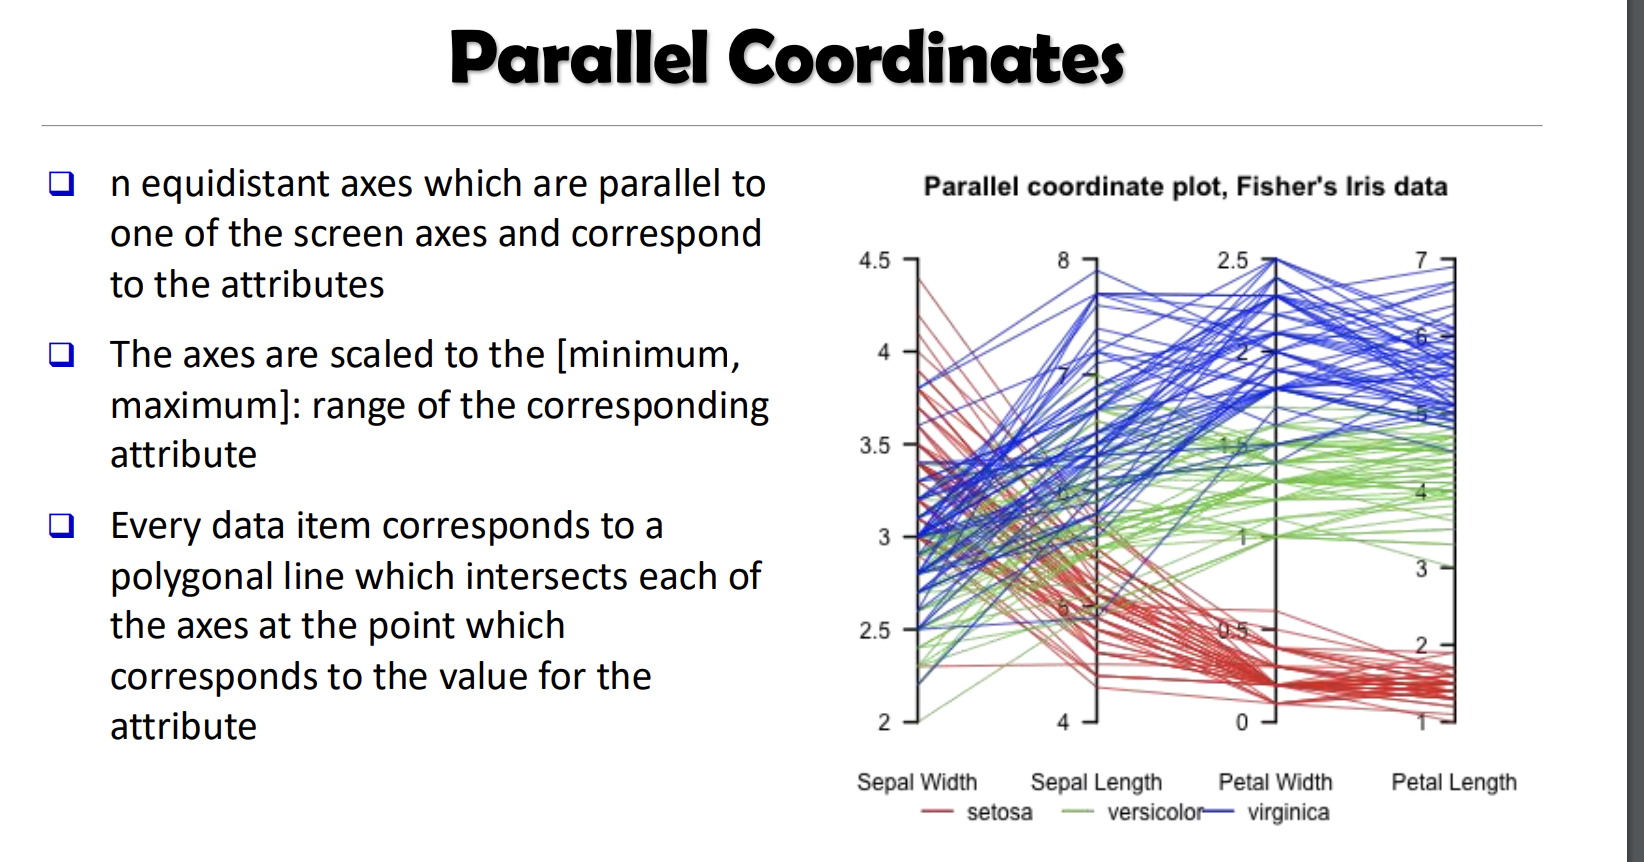 Parallel Coordinates
n equidistant axes which are parallel to
one of the screen axes and correspond
to the attributes
The axes are scaled to the [minimum,
maximum]: range of the corresponding
attribute
Every data item corresponds to a
polygonal line which intersects each of
the axes at the point which
corresponds to the value for the
attribute
Parallel coordinate plot, Fisher's Iris data
4.5 8 2.5 7
6
4 2
7
5
3.5 1.5
6 4
3 1
3
5
2.5 0.5
2
2 4 0 1
Sepal Width Sepal Length Petal Width Petal Length
setosa versicolor virginica